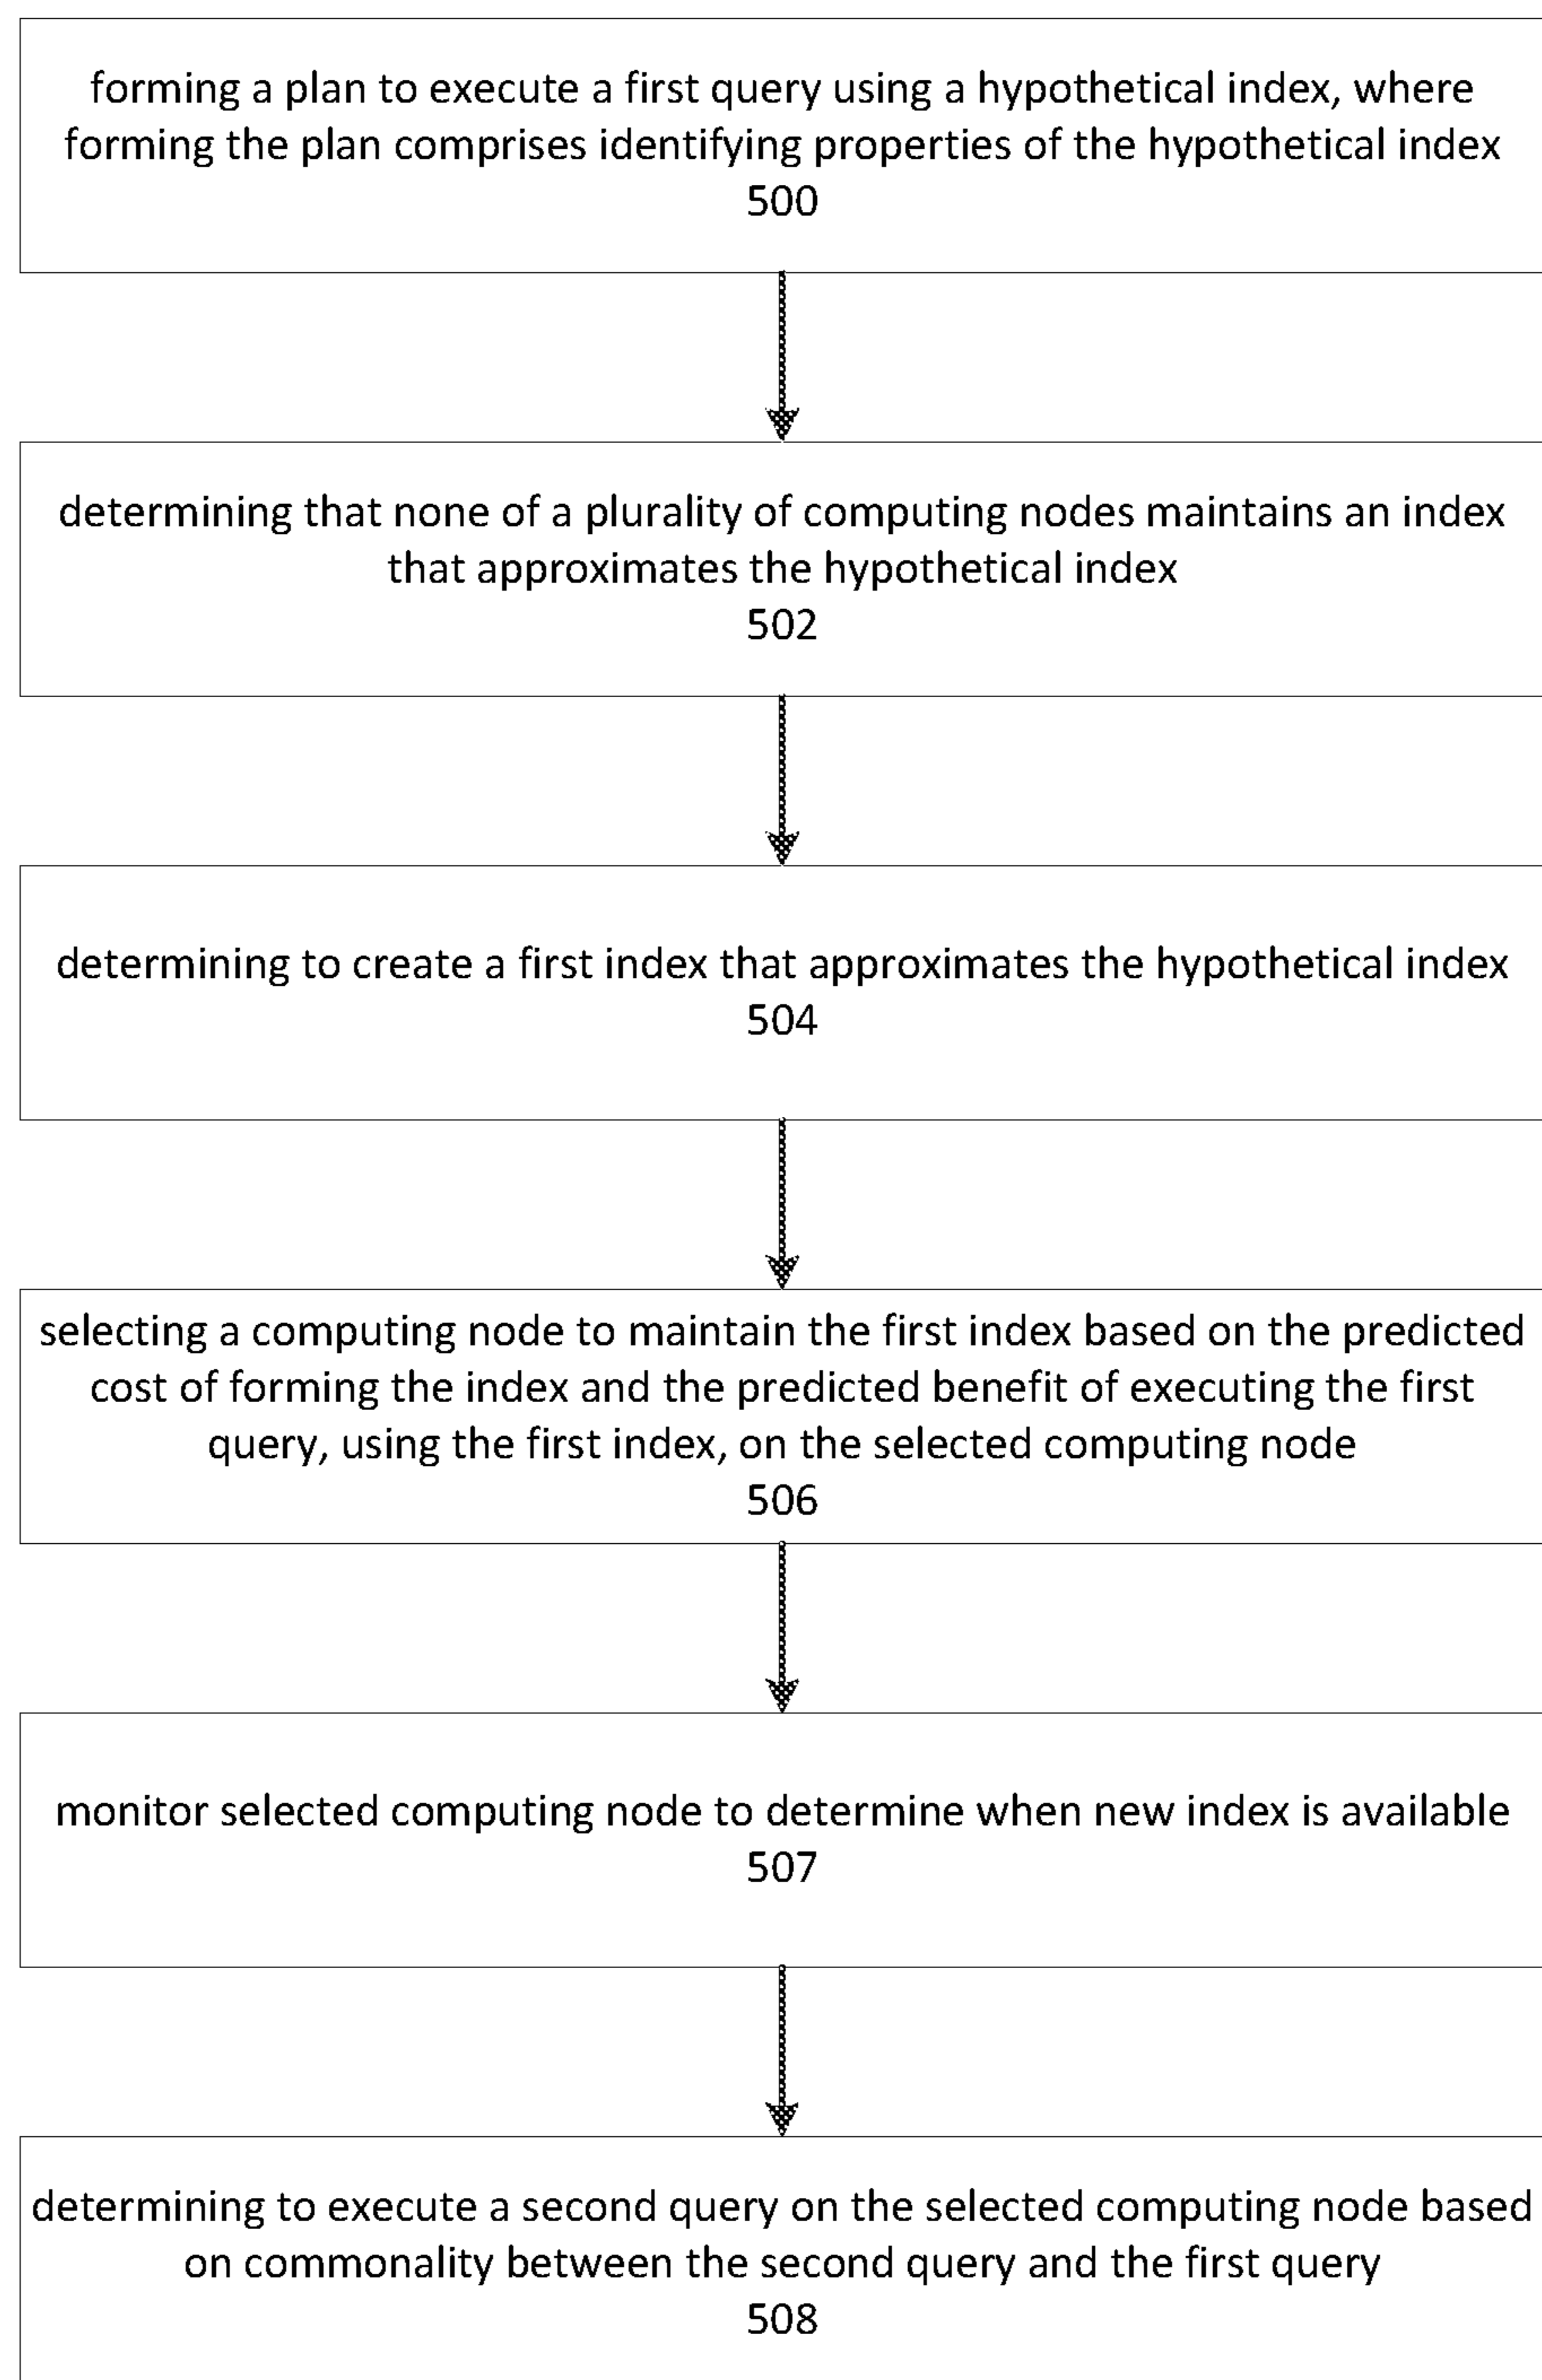 forming a plan to execute a first query using a hypothetical index, where
forming the plan comprises identifying properties of the hypothetical index
500
determining that none of a plurality of computing nodes maintains an index
that approximates the hypothetical index
502
determining to create a first index that approximates the hypothetical index
504
selecting a computing node to maintain the first index based on the predicted
cost of forming the index and the predicted benefit of executing the first
query, using the first index, on the selected computing node
506
monitor selected computing node to determine when new index is available
507
determining to execute a second query on the selected computing node based
on commonality between the second query and the first query
508